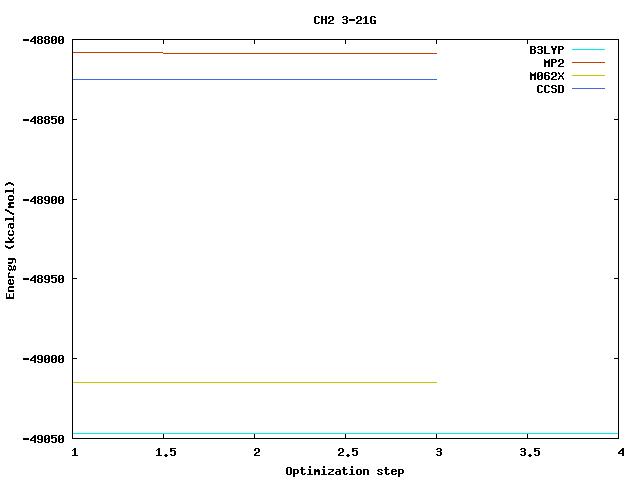 CH2 3-21G
-48800
-48850
-48900
-48950
-49000
-49050
1
1.5
2
2.5
3
3.5
4
Energy (kcal/mol)
Optimization step
B3LYP
MP2
M062X
CCSD